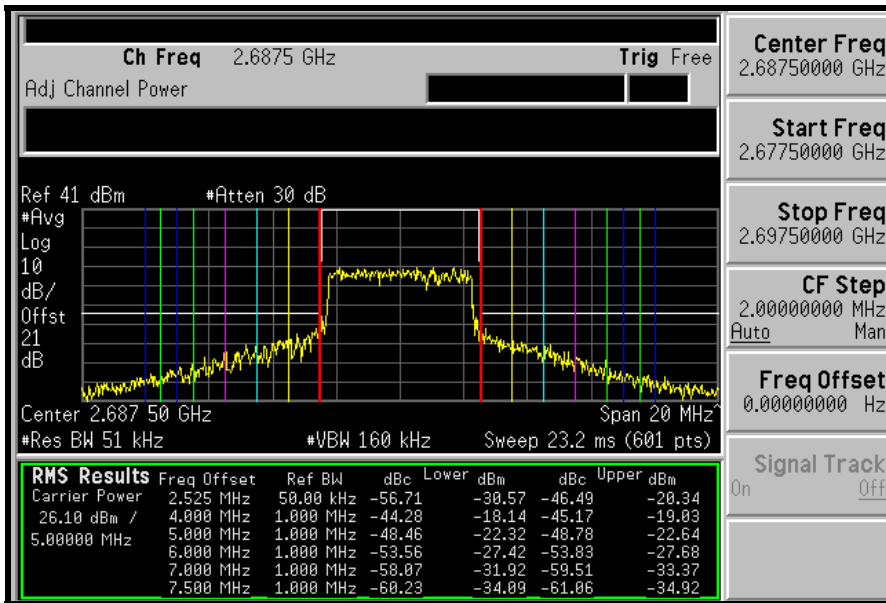 Ch Freq 2.6875 GHz Trig Free
Adj Channel Power
Ref 41 dBm #Atten 30 dB
#Avg
Log
10
dB/
Offst
21
dB
Center 2.687 50 GHz Span 20 MHz^
#Res BW 51 kHz #VBW 160 kHz Sweep 23.2 ms (601 pts)
RMS Results Freq Offset Ref BW dBc Lower dBm dBc Upper dBm
Carrier Power 2.525 MHz 50.00 kHz -56.71 -30.57 -46.49 -20.34
26.10 dBm / 4.000 MHz 1.000 MHz -44.28 -18.14 -45.17 -19.03
5.00000 MHz 5.000 MHz 1.000 MHz -48.46 -22.32 -48.78 -22.64
6.000 MHz 1.000 MHz -53.56 -27.42 -53.83 -27.68
7.000 MHz 1.000 MHz -58.07 -31.92 -59.51 -33.37
7.500 MHz 1.000 MHz -60.23 -34.09 -61.06 -34.92
Center Freq
2.68750000 GHz
Start Freq
2.67750000 GHz
Stop Freq
2.69750000 GHz
CF Step
2.00000000 MHz
Auto Man
Freq Offset
0.00000000 Hz
Signal Track
On Off